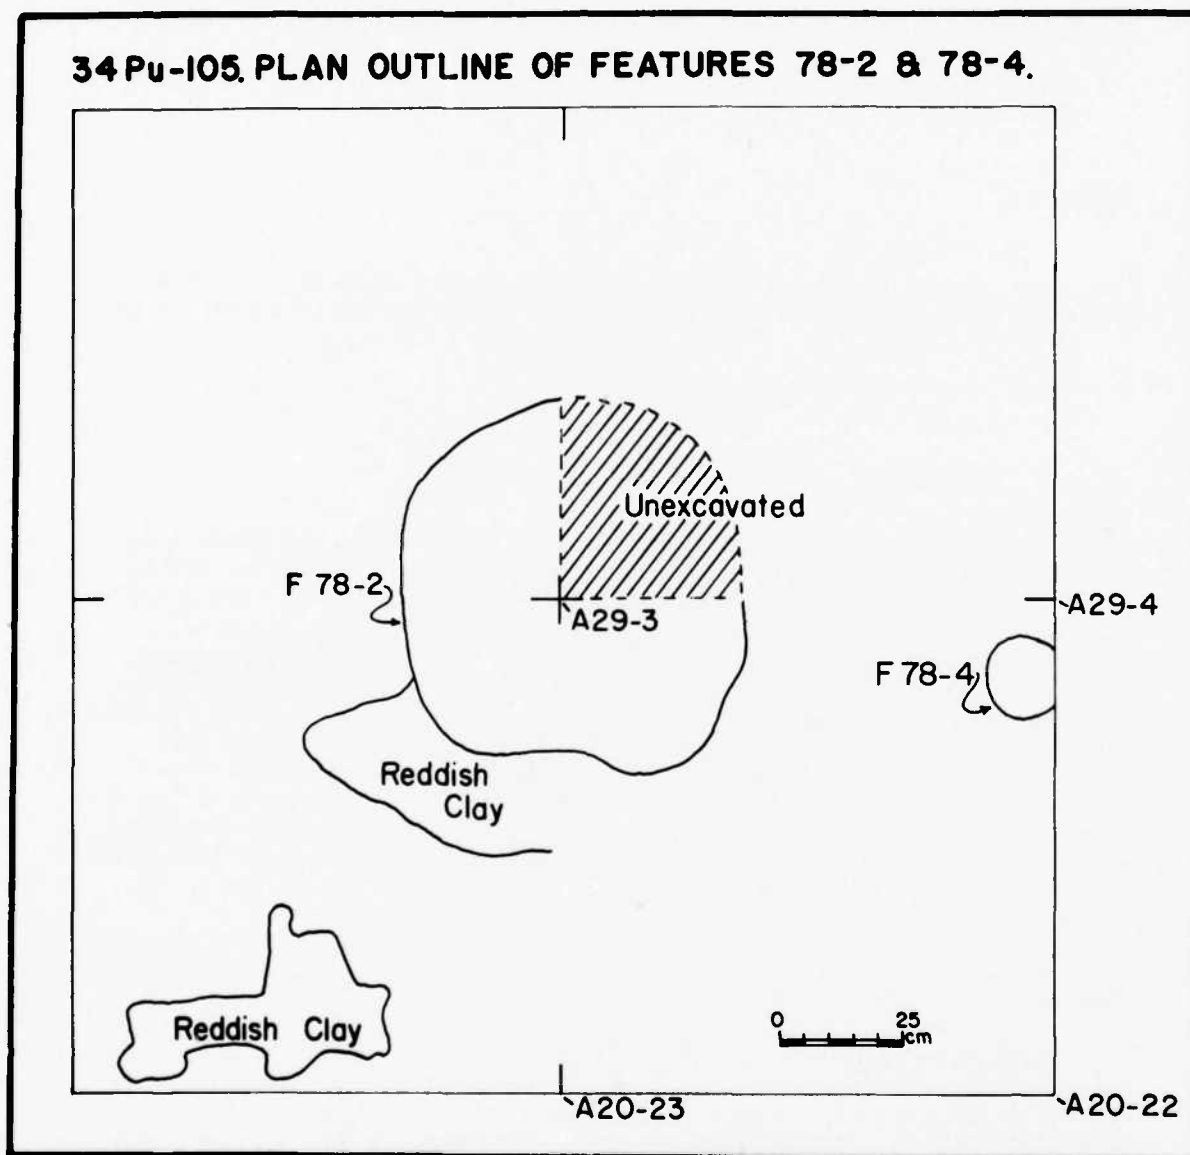 34 Pu-105. PLAN OUTLINE OF FEATURES 78-2 & 78-4.
Unexcavated
F 78-2
A29-3
A29-4
F 78-4
Reddish
Clay
Reddish Clay
0 25
cm
A20-23
A20-22